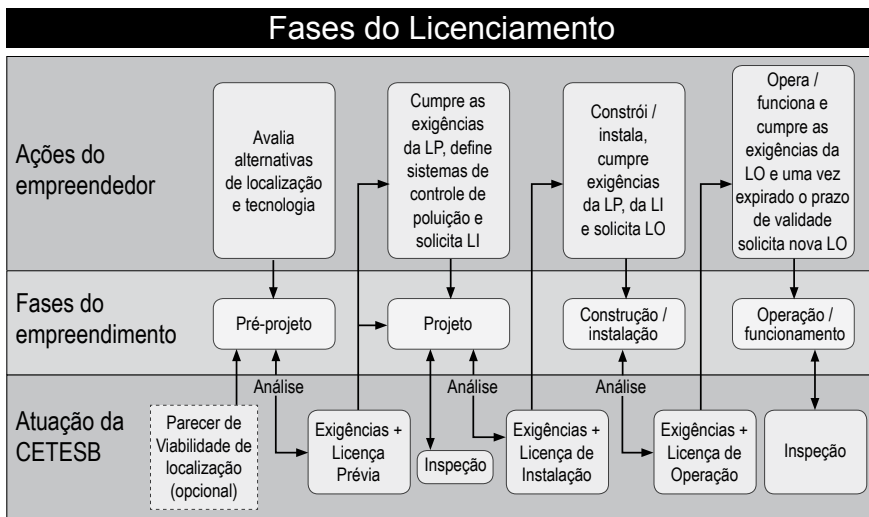 Fases do Licenciamento
Ações do
empreendedor
Avalia
alternativas
de localização
e tecnologia
Cumpre as
exigências
da LP, define
sistemas de
controle de
poluição e
solicita LI
Constrói /
instala,
cumpre
exigências
da LP, da LI
e solicita LO
Opera /
funciona e
cumpre as
exigências da
LO e uma vez
expirado o prazo
de validade
solicita nova LO
Fases do
empreendimento
Pré-projeto
Projeto
Construção /
instalação
Operação /
funcionamento
Análise
Análise
Análise
Atuação da
CETESB
Parecer de
Viabilidade de
localização
(opcional)
Exigências +
Licença
Prévia
Inspeção
Exigências +
Licença de
Instalação
Exigências +
Licença de
Operação
Inspeção